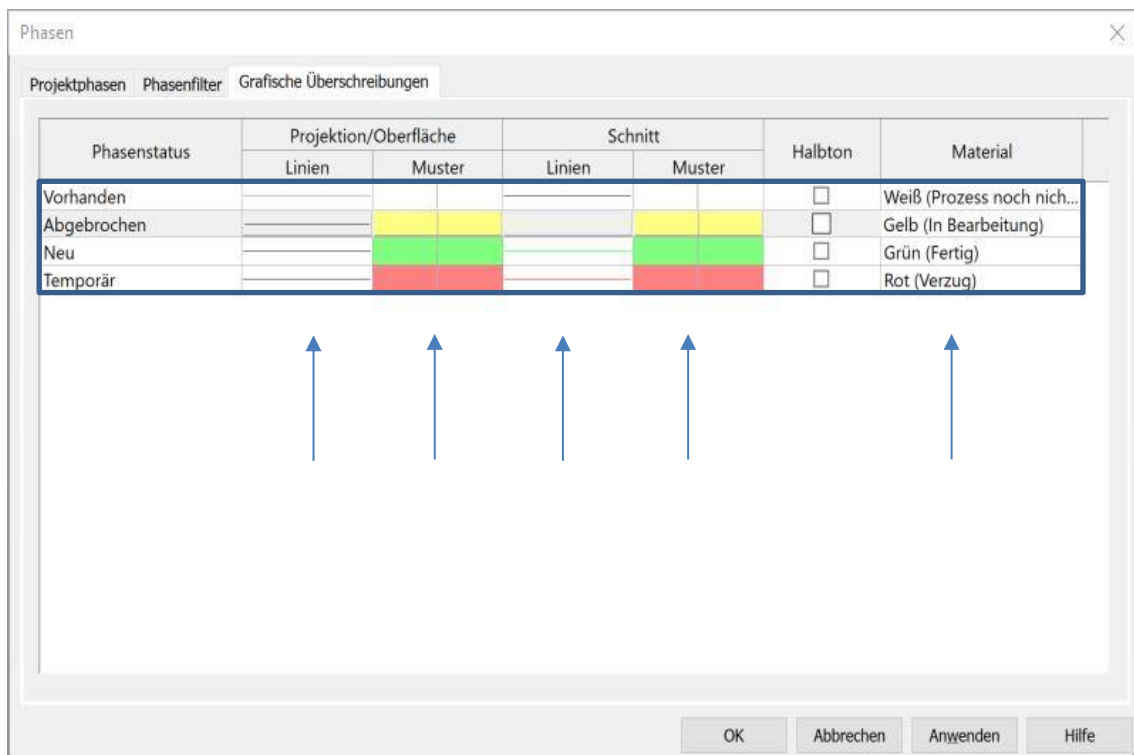 Phasen
Projektphasen Phasenfilter Grafische Überschreibungen
Phasenstatus Projektion/Oberfläche Schnitt Halbton Material
Linien Muster Linien Muster
Vorhanden Weiß (Prozess noch nich...
Abgebrochen Gelb (In Bearbeitung)
Neu Grün (Fertig)
Temporär Rot (Verzug)
OK Abbrechen Anwenden Hilfe